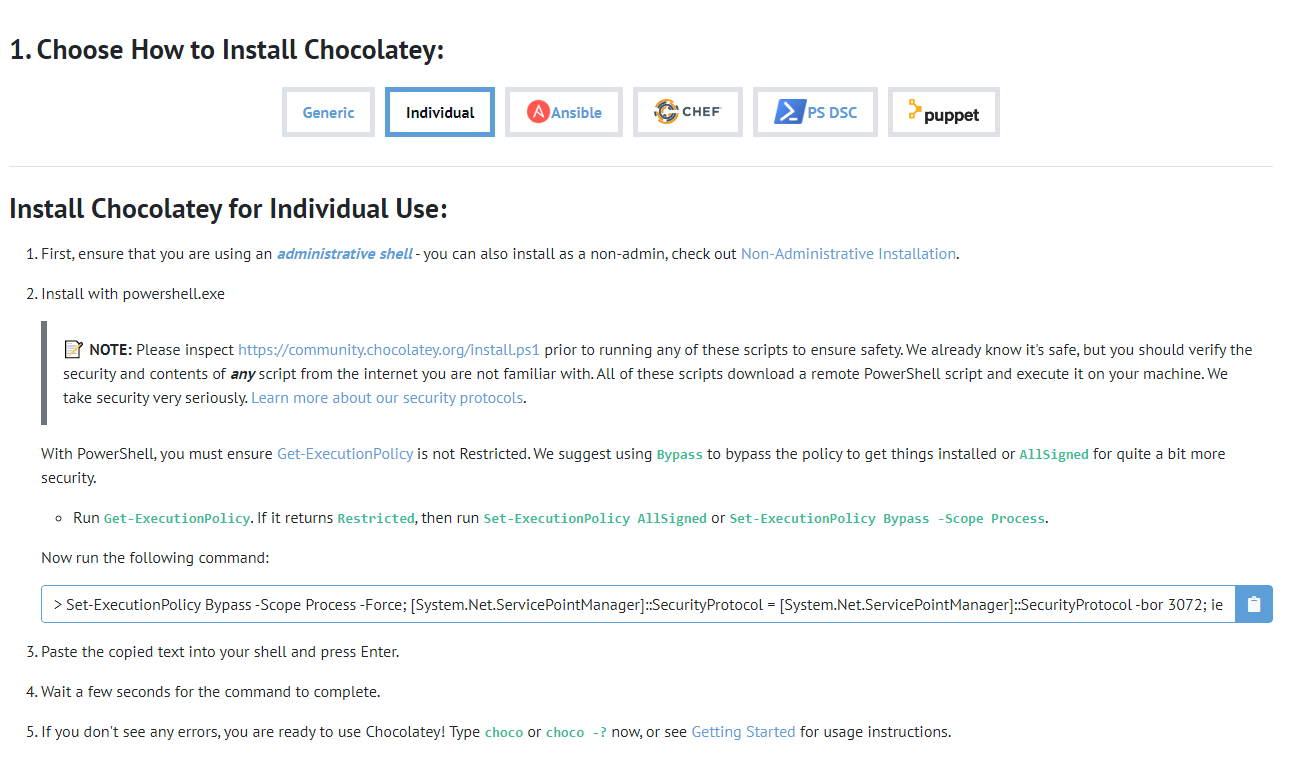 1. Choose How to Install Chocolatey:
Generic
Individual
Ansible
CHEF
PS DSC
puppet
Install Chocolatey for Individual Use:
1. First, ensure that you are using an administrative shell - you can also install as a non-admin, check out Non-Administrative Installation.
2. Install with powershell.exe
📝 NOTE: Please inspect https://community.chocolatey.org/install.ps1 prior to running any of these scripts to ensure safety. We already know it's safe, but you should verify the
security and contents of any script from the internet you are not familiar with. All of these scripts download a remote PowerShell script and execute it on your machine. We
take security very seriously. Learn more about our security protocols.
With PowerShell, you must ensure Get-ExecutionPolicy is not Restricted. We suggest using Bypass to bypass the policy to get things installed or AllSigned for quite a bit more
security.
Run Get-ExecutionPolicy. If it returns Restricted, then run Set-ExecutionPolicy AllSigned or Set-ExecutionPolicy Bypass -Scope Process.
Now run the following command:
> Set-ExecutionPolicy Bypass -Scope Process -Force; [System.Net.ServicePointManager]::SecurityProtocol = [System.Net.ServicePointManager]::SecurityProtocol -bor 3072; ie
3. Paste the copied text into your shell and press Enter.
4. Wait a few seconds for the command to complete.
5. If you don't see any errors, you are ready to use Chocolatey! Type choco or choco -? now, or see Getting Started for usage instructions.